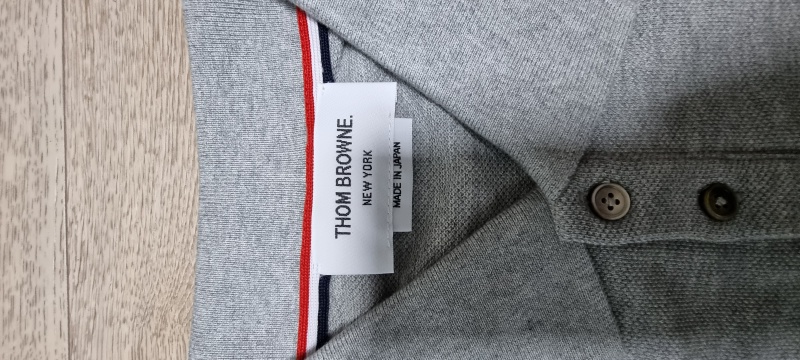 THOM BROWNE.
NEW YORK
MADE IN JAPAN